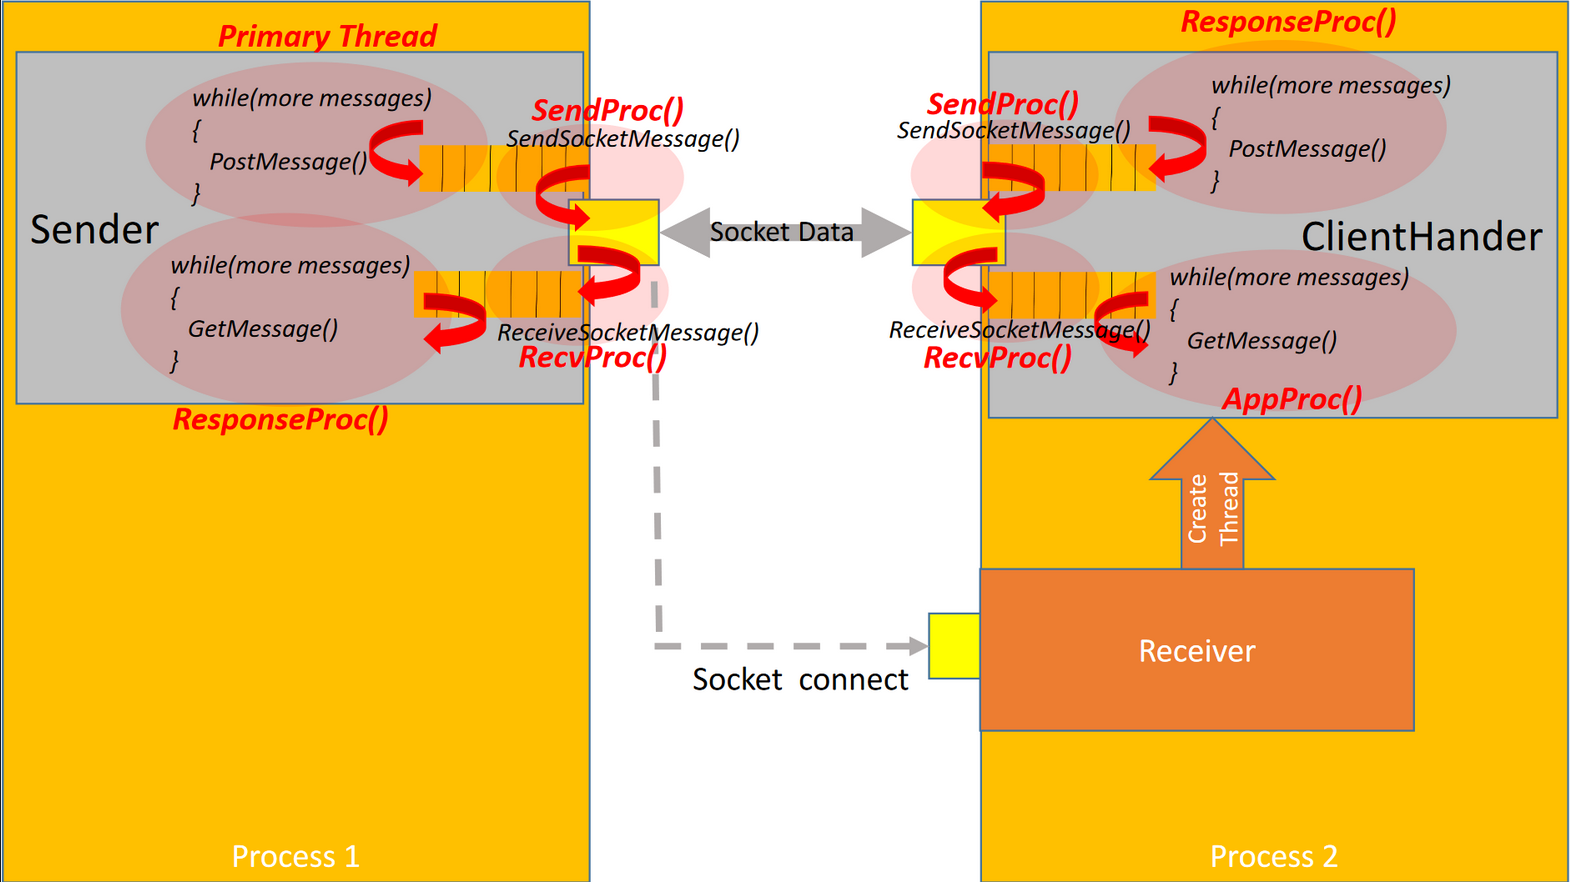 Primary Thread
while(more messages)
{
PostMessage()
}
SendProc()
SendSocketMessage()
Sender
while(more messages)
{
GetMessage()
}
ReceiveSocketMessage()
RecvProc()
ResponseProc()
Process 1
Socket Data
Socket connect
ResponseProc()
SendProc()
SendSocketMessage()
while(more messages)
{
PostMessage()
}
ClientHander
while(more messages)
{
GetMessage()
}
ReceiveSocketMessage()
RecvProc()
AppProc()
Create
Thread
Receiver
Process 2